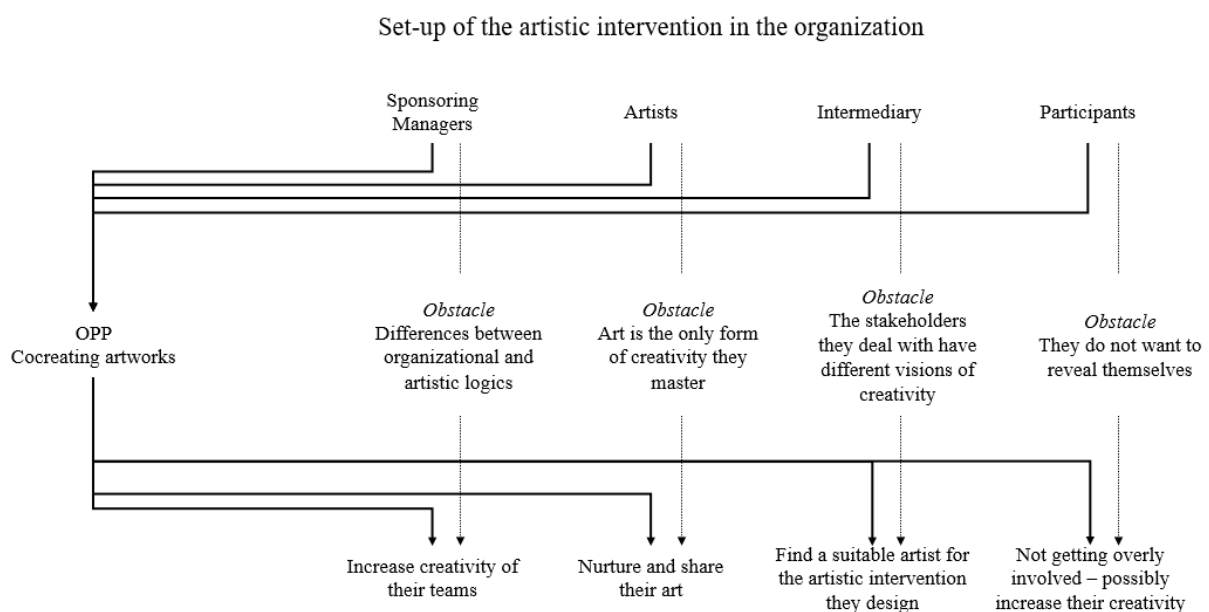 Set-up of the artistic intervention in the organization
Sponsoring
Managers
Artists
Intermediary
Participants
OPP
Cocreating artworks
Obstacle
Differences between
organizational and
artistic logics
Obstacle
Art is the only form
of creativity they
master
Obstacle
The stakeholders
they deal with have
different visions of
creativity
Obstacle
They do not want to
reveal themselves
Increase creativity of
their teams
Nurture and share
their art
Find a suitable artist for
the artistic intervention
they design
Not getting overly
involved – possibly
increase their creativity